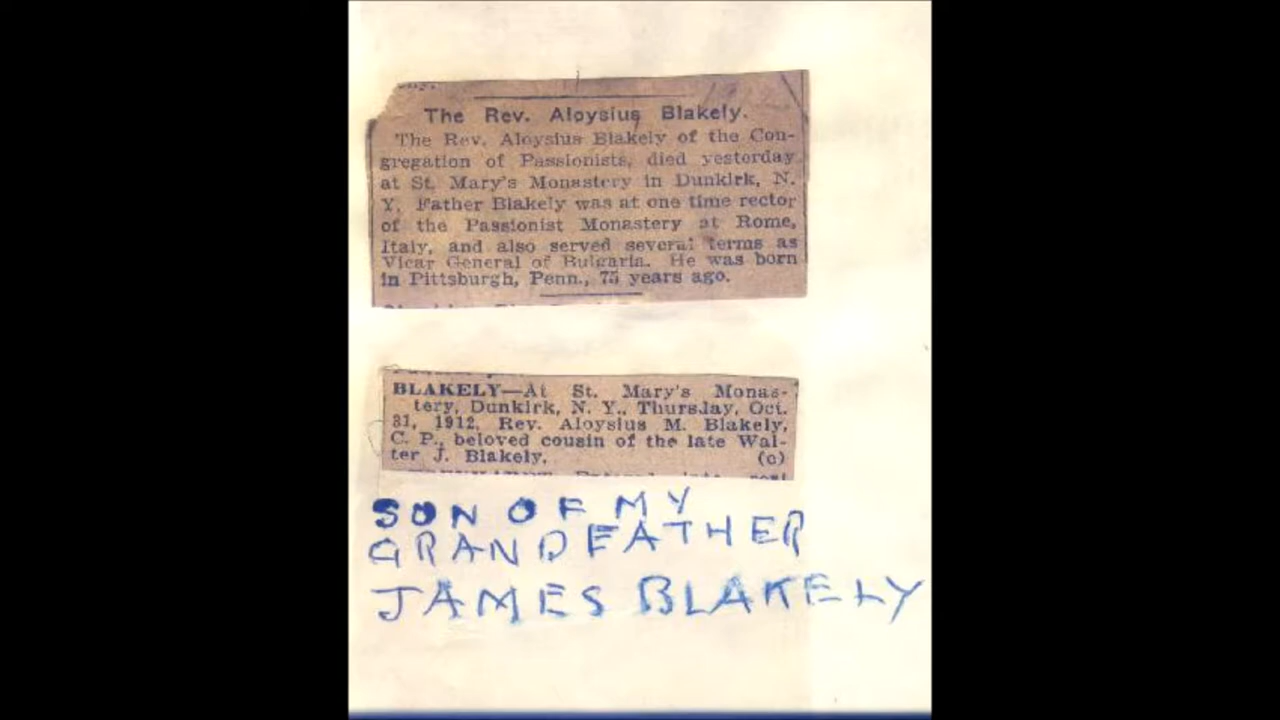 The Rev. Aloysius Blakely.
The Rev. Aloysius Blakely of the Con-
gregation of Passionists, died yesterday
at St. Mary's Monastery in Dunkirk, N.
Y. Father Blakely was at one time rector
of the Passionist Monastery at Rome,
Italy, and also served several terms as
Vicar General of Bulgaria. He was born
in Pittsburgh, Penn., 75 years ago.
BLAKELY—At St. Mary's Monas-
tery, Dunkirk, N. Y., Thursday, Oct.
31, 1912, Rev. Aloysius M. Blakely,
C. P., beloved cousin of the late Wal-
ter J. Blakely. (c)
SON OF MY
GRANDFATHER
JAMES BLAKELY